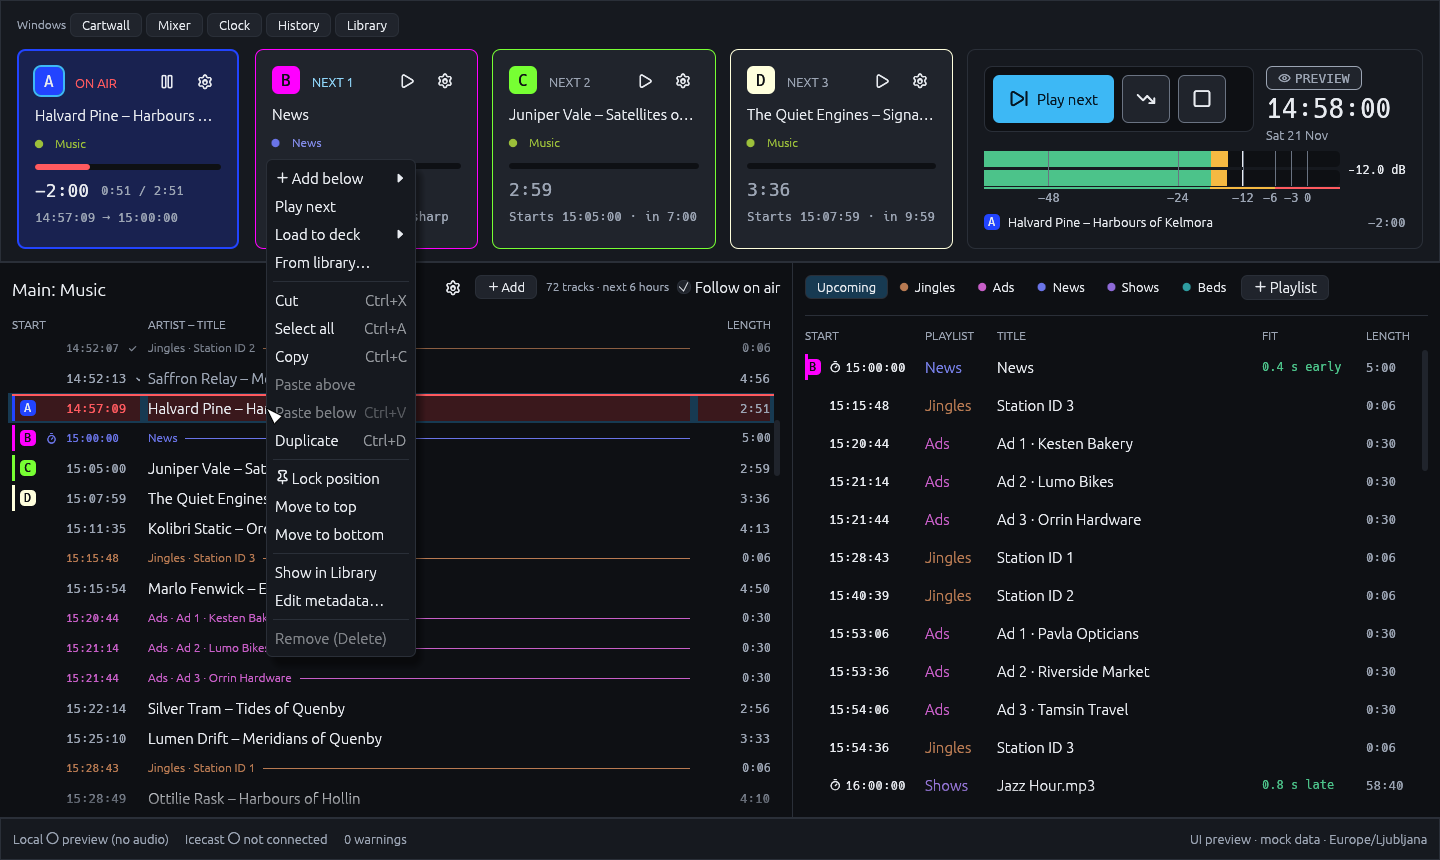 Windows Cartwall Mixer Clock History Library
A ON AIR
Halvard Pine – Harbours …
Music
−2:00 0:51 / 2:51
14:57:09 → 15:00:00
B NEXT 1
News
News
sharp
C NEXT 2
Juniper Vale – Satellites o…
Music
2:59
Starts 15:05:00 · in 7:00
D NEXT 3
The Quiet Engines – Signa…
Music
3:36
Starts 15:07:59 · in 9:59
Play next
PREVIEW
14:58:00
Sat 21 Nov
-12.0 dB
−48 −24 −12 −6 −3 0
A Halvard Pine – Harbours of Kelmora −2:00
+ Add below
Play next
Load to deck
From library…
Cut Ctrl+X
Select all Ctrl+A
Copy Ctrl+C
Paste above
Paste below Ctrl+V
Duplicate Ctrl+D
Lock position
Move to top
Move to bottom
Show in Library
Edit metadata…
Remove (Delete)
Main: Music
+ Add 72 tracks · next 6 hours ✓ Follow on air
START ARTIST – TITLE LENGTH
14:52:07 ✓ Jingles · Station ID 2 0:06
14:52:13 Saffron Relay – 4:56
A 14:57:09 Halvard Pine – 2:51
B 15:00:00 News 5:00
C 15:05:00 Juniper Vale – 2:59
D 15:07:59 The Quiet Engines 3:36
15:11:35 Kolibri Static – 4:13
15:15:48 Jingles · Station ID 3 0:06
15:15:54 Marlo Fenwick – 4:50
15:20:44 Ads · Ad 1 · Kesten 0:30
15:21:14 Ads · Ad 2 · Lumo Bikes 0:30
15:21:44 Ads · Ad 3 · Orrin Hardware 0:30
15:22:14 Silver Tram – Tides of Quenby 2:56
15:25:10 Lumen Drift – Meridians of Quenby 3:33
15:28:43 Jingles · Station ID 1 0:06
15:28:49 Ottilie Rask – Harbours of Hollin 4:10
Upcoming Jingles Ads News Shows Beds + Playlist
START PLAYLIST TITLE FIT LENGTH
B 15:00:00 News News 0.4 s early 5:00
15:15:48 Jingles Station ID 3 0:06
15:20:44 Ads Ad 1 · Kesten Bakery 0:30
15:21:14 Ads Ad 2 · Lumo Bikes 0:30
15:21:44 Ads Ad 3 · Orrin Hardware 0:30
15:28:43 Jingles Station ID 1 0:06
15:40:39 Jingles Station ID 2 0:06
15:53:06 Ads Ad 1 · Pavla Opticians 0:30
15:53:36 Ads Ad 2 · Riverside Market 0:30
15:54:06 Ads Ad 3 · Tamsin Travel 0:30
15:54:36 Jingles Station ID 3 0:06
16:00:00 Shows Jazz Hour.mp3 0.8 s late 58:40
Local preview (no audio) Icecast not connected 0 warnings
UI preview · mock data · Europe/Ljubljana